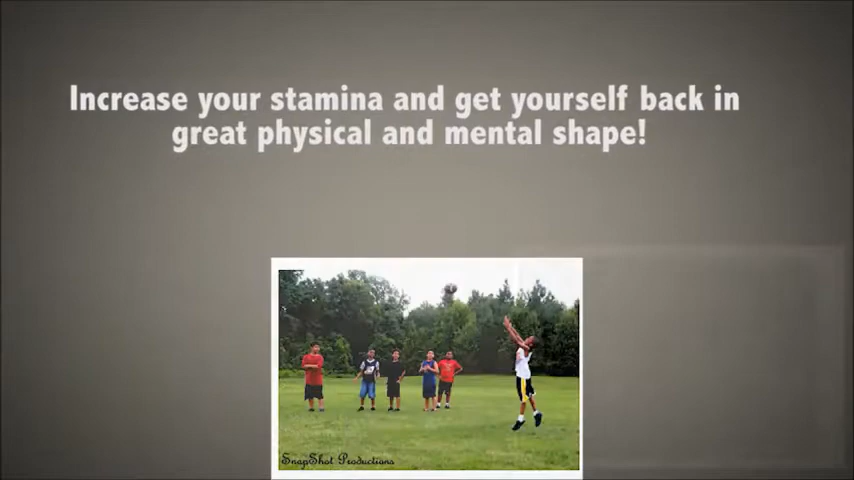 Increase your stamina and get yourself back in
great physical and mental shape!
SnapShot Productions